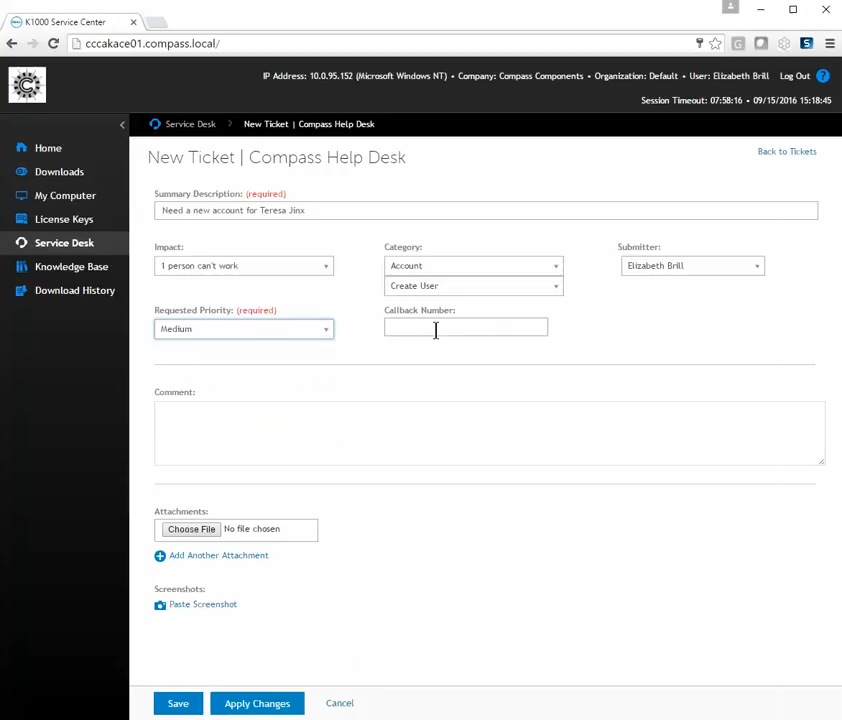 K1000 Service Center
cccakace01.compass.local/
IP Address: 10.0.95.152 (Microsoft Windows NT) • Company: Compass Components • Organization: Default • User: Elizabeth Brill Log Out ?
Session Timeout: 07:58:16 • 09/15/2016 15:18:45
Service Desk > New Ticket | Compass Help Desk
Home
Downloads
My Computer
License Keys
Service Desk
Knowledge Base
Download History
New Ticket | Compass Help Desk
Back to Tickets
Summary Description: (required)
Need a new account for Teresa Jinx
Impact: Category: Submitter:
1 person can't work Account Elizabeth Brill
Create User
Requested Priority: (required) Callback Number:
Medium
Comment:
Attachments:
Choose File No file chosen
Add Another Attachment
Screenshots:
Paste Screenshot
Save Apply Changes Cancel